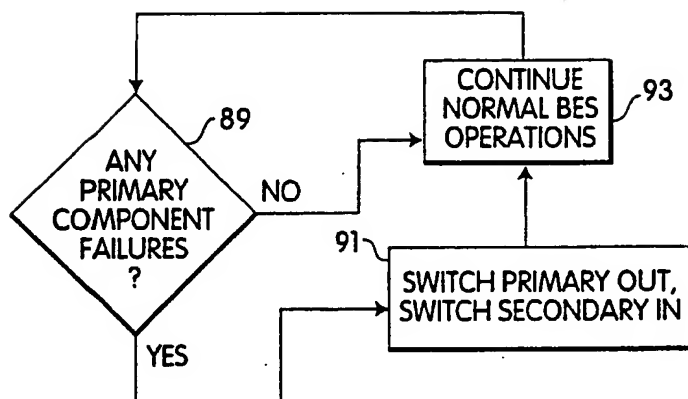 CONTINUE
NORMAL BES
OPERATIONS
93
89
ANY
PRIMARY
COMPONENT
FAILURES
?
NO
91
SWITCH PRIMARY OUT,
SWITCH SECONDARY IN
YES